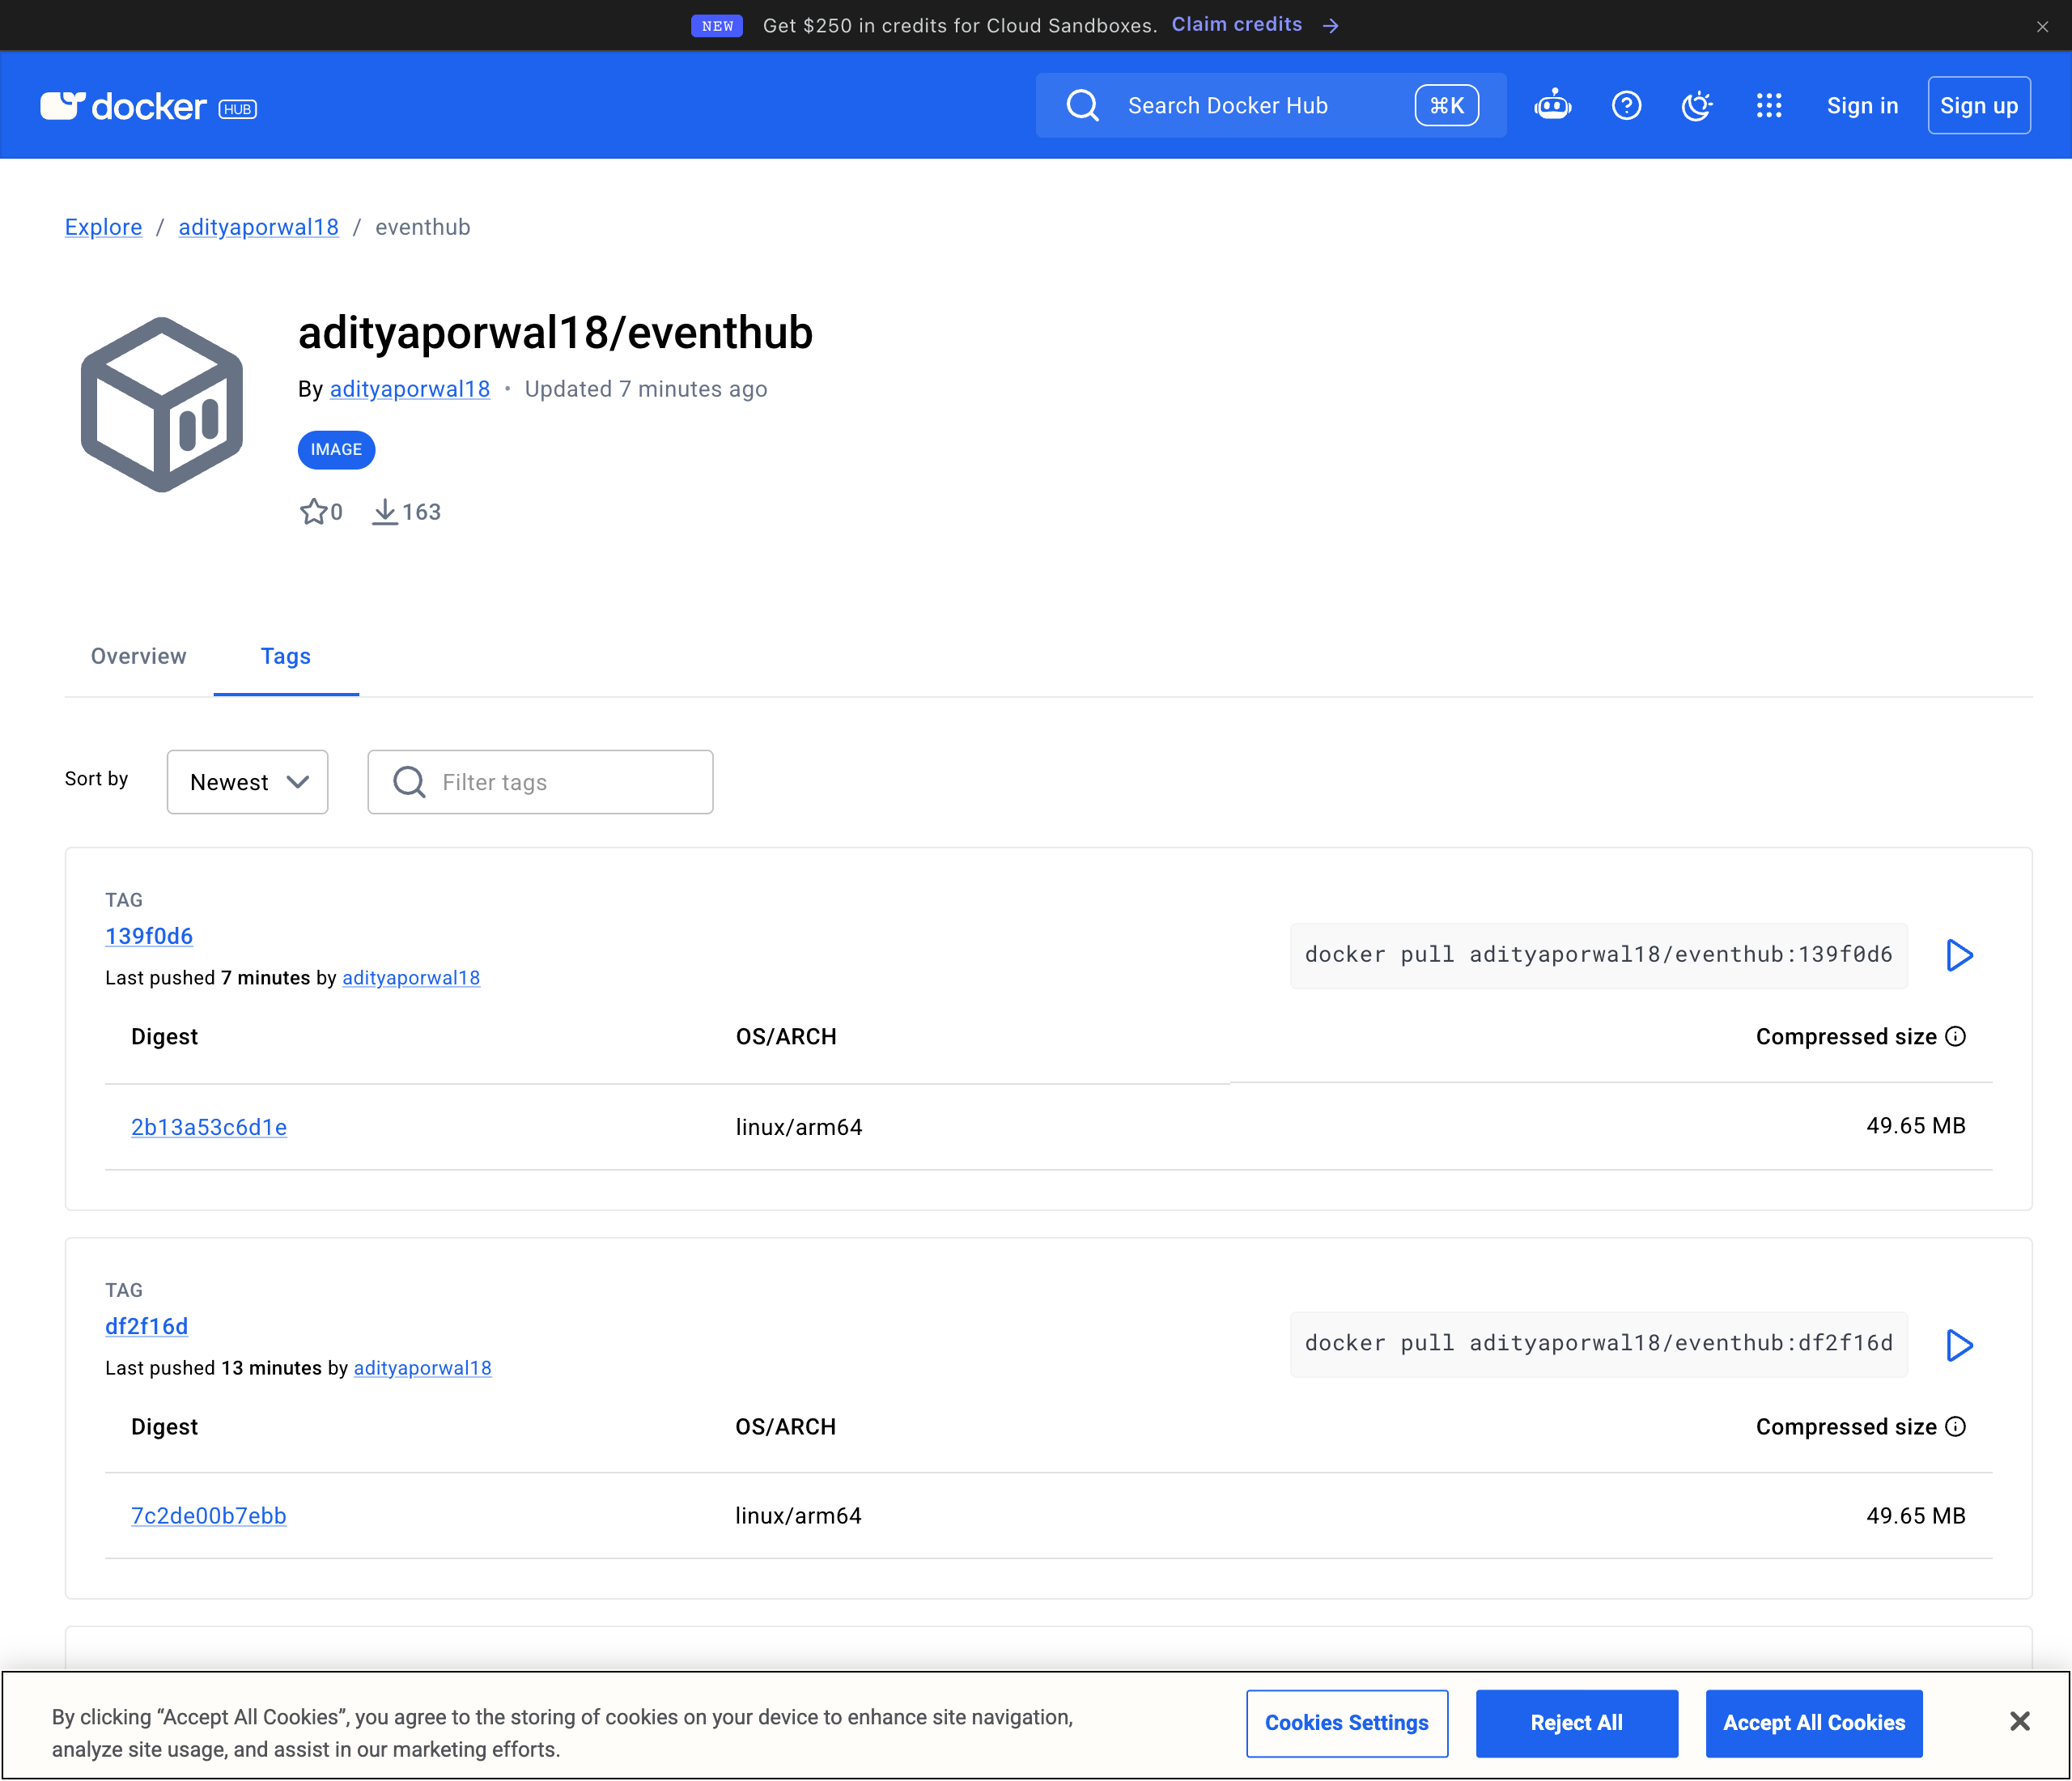 NEW Get $250 in credits for Cloud Sandboxes. Claim credits →
docker HUB Search Docker Hub ⌘K Sign in Sign up
Explore / adityaporwal18 / eventhub
adityaporwal18/eventhub
By adityaporwal18 • Updated 7 minutes ago
IMAGE
0 163
Overview Tags
Sort by Newest Filter tags
TAG
139f0d6
docker pull adityaporwal18/eventhub:139f0d6
Last pushed 7 minutes by adityaporwal18
Digest OS/ARCH Compressed size
2b13a53c6d1e linux/arm64 49.65 MB
TAG
df2f16d
docker pull adityaporwal18/eventhub:df2f16d
Last pushed 13 minutes by adityaporwal18
Digest OS/ARCH Compressed size
7c2de00b7ebb linux/arm64 49.65 MB
By clicking “Accept All Cookies”, you agree to the storing of cookies on your device to enhance site navigation,
analyze site usage, and assist in our marketing efforts.
Cookies Settings Reject All Accept All Cookies